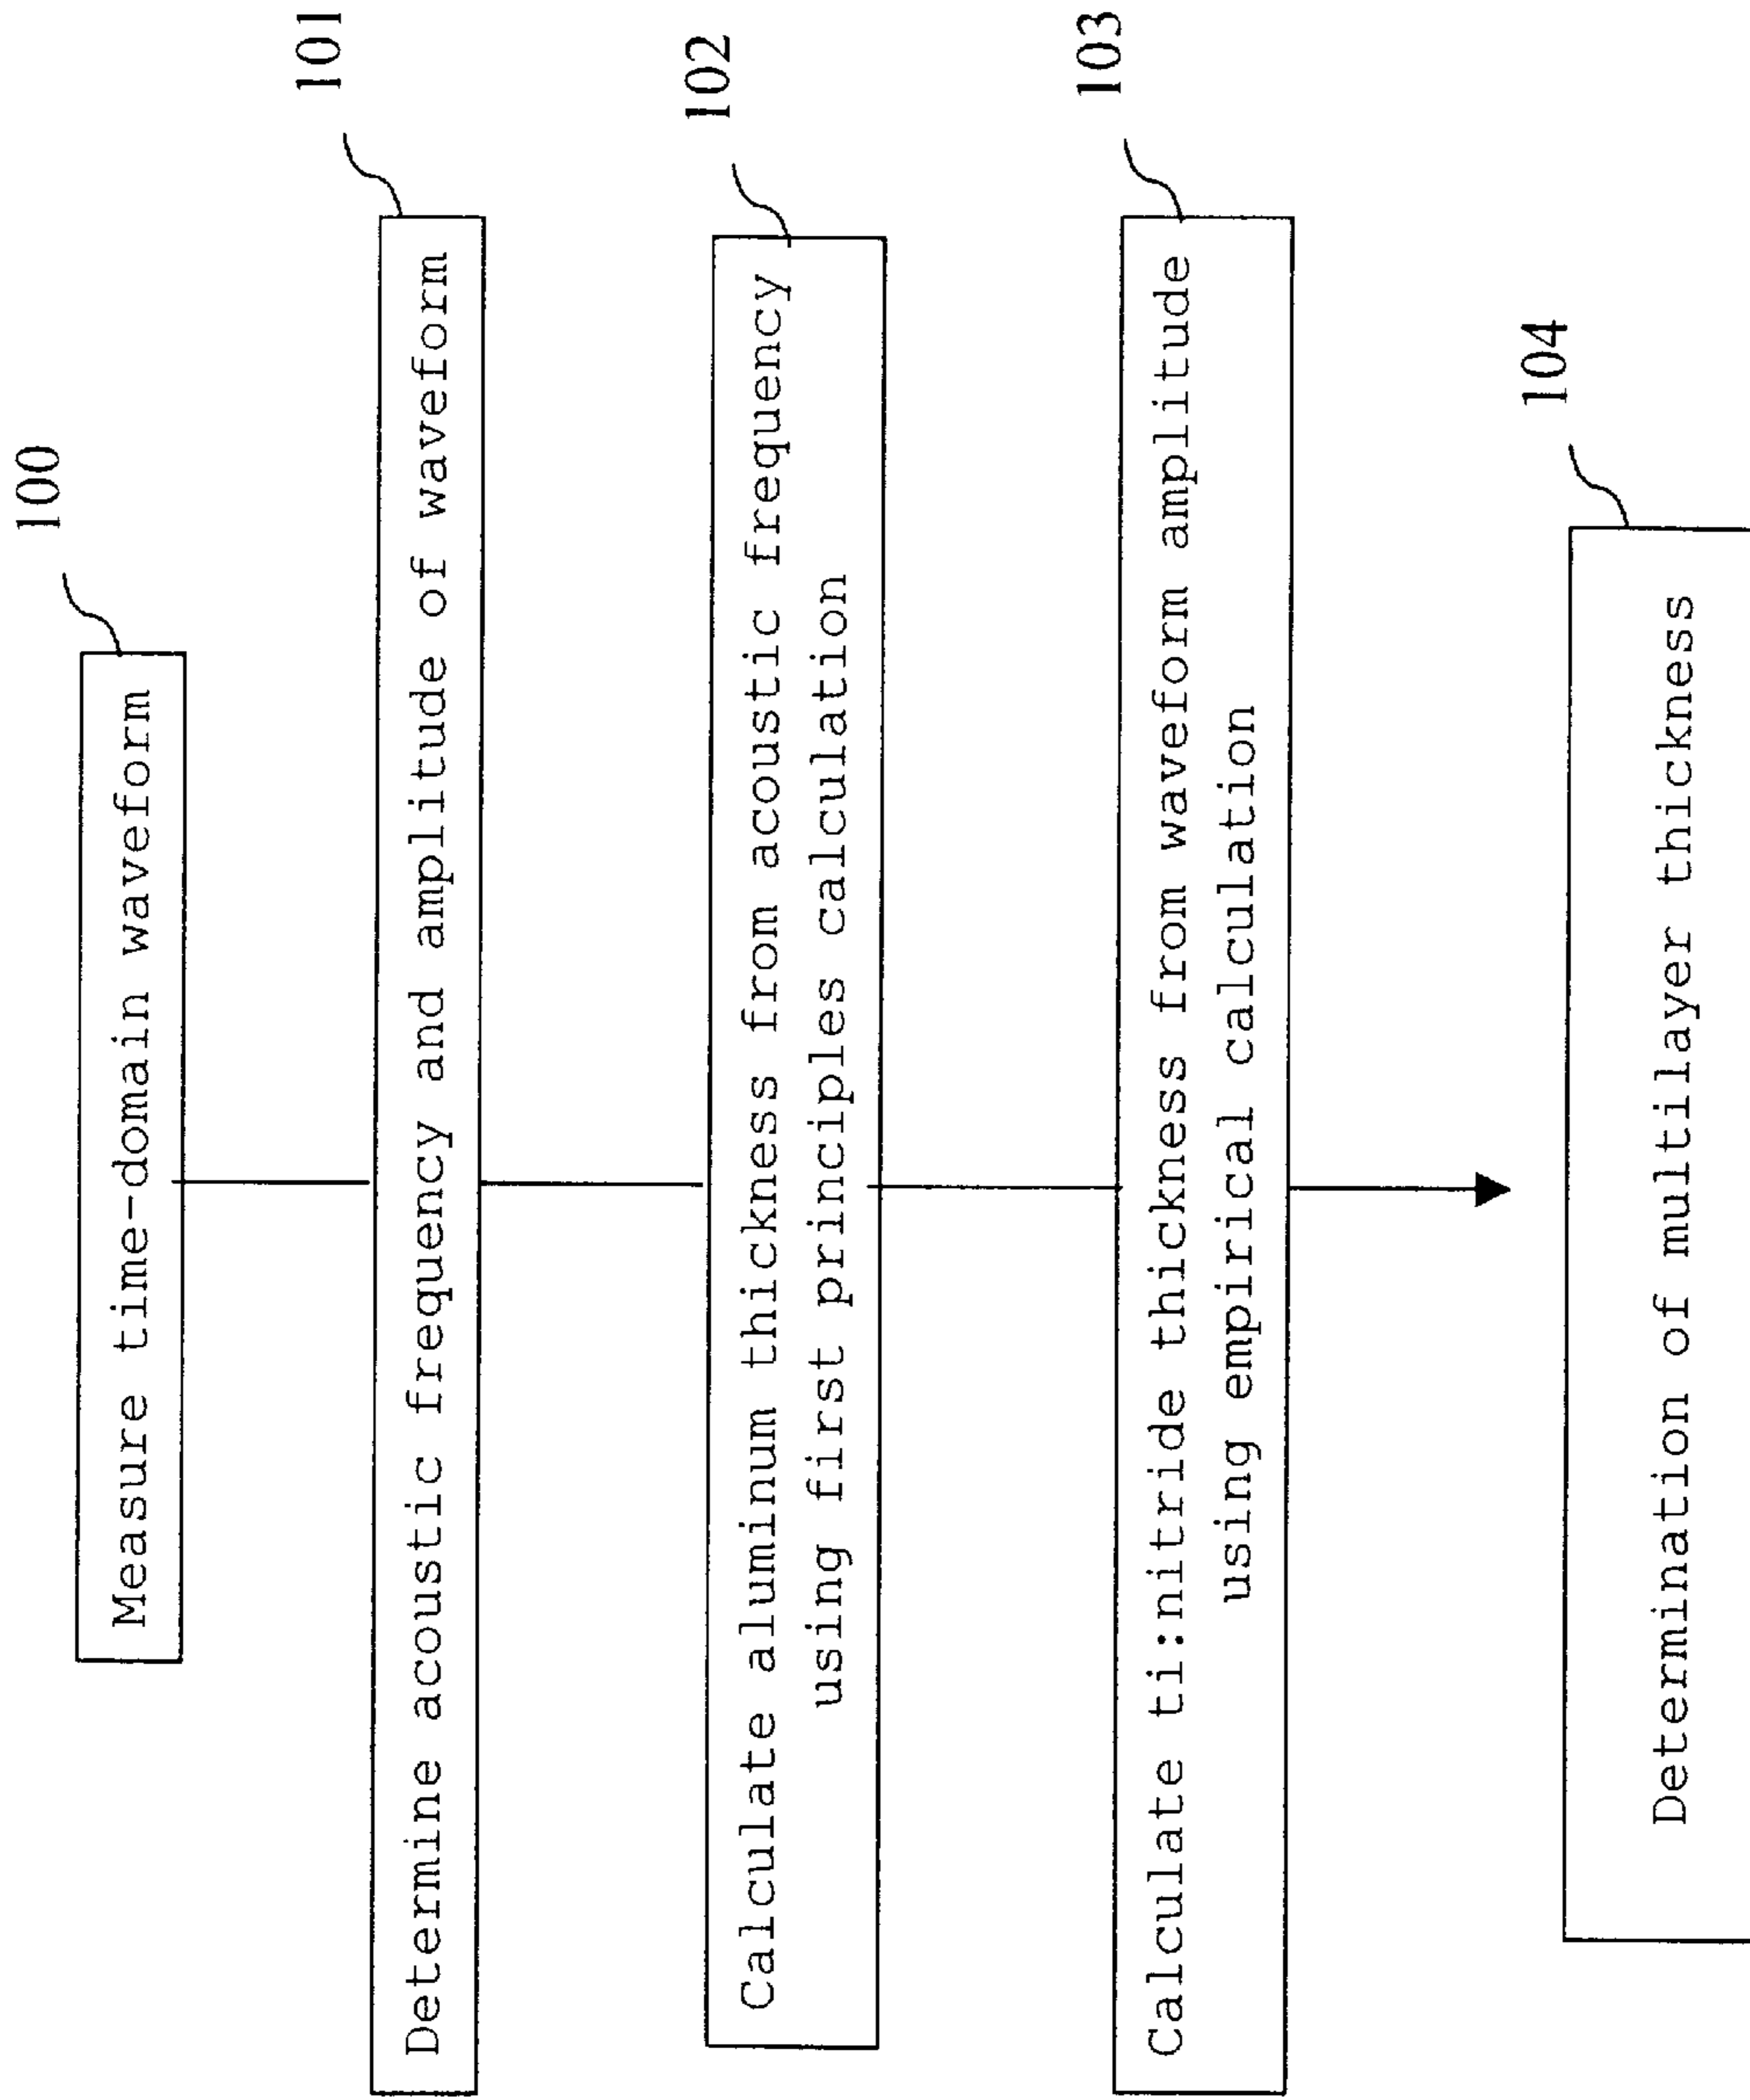 100
Measure time-domain waveform
101
Determine acoustic frequency and amplitude of waveform
102
Calculate aluminum thickness from acoustic frequency
using first principles calculation
103
Calculate ti:nitride thickness from waveform amplitude
using empirical calculation
104
Determination of multilayer thickness